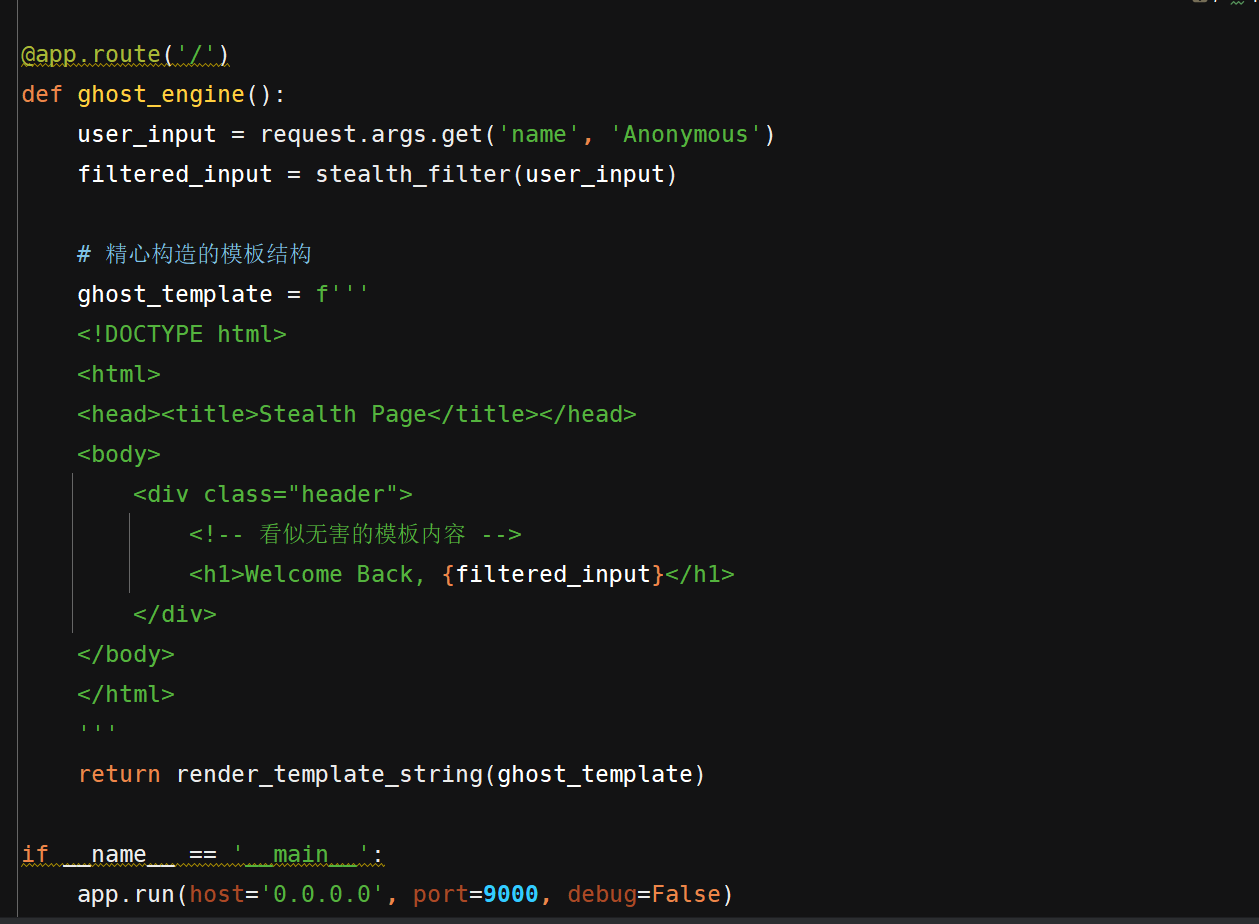 @app.route('/')
def ghost_engine():
    user_input = request.args.get('name', 'Anonymous')
    filtered_input = stealth_filter(user_input)
    # 精心构造的模板结构
    ghost_template = f'''
    <!DOCTYPE html>
    <html>
    <head><title>Stealth Page</title></head>
    <body>
        <div class="header">
            <!-- 看似无害的模板内容 -->
            <h1>Welcome Back, {filtered_input}</h1>
        </div>
    </body>
    </html>
    '''
    return render_template_string(ghost_template)
if __name__ == '__main__':
    app.run(host='0.0.0.0', port=9000, debug=False)